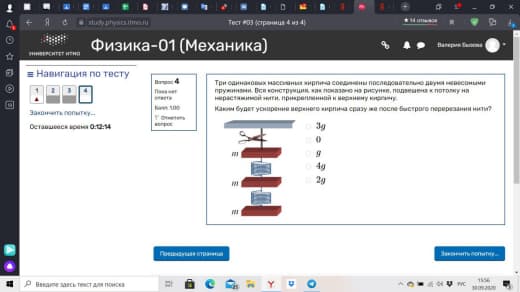 study.physics.itmo.ru
Тест #03 (страница 4 из 4)
★ 14 отзывов
УНИВЕРСИТЕТ ИТМО
Физика-01 (Механика)
Валерия Быкова
Навигация по тесту
1 2 3 4
Закончить попытку...
Оставшееся время 0:12:14
Вопрос 4
Пока нет ответа
Балл: 1,00
Отметить вопрос
Три одинаковых массивных кирпича соединены последовательно двумя невесомыми
пружинами. Вся конструкция, как показано на рисунке, подвешена к потолку на
нерастяжимой нити, прикрепленной к верхнему кирпичу.
Каким будет ускорение верхнего кирпича сразу же после быстрого перерезания нити?
m
m
m
3g
0
g
4g
2g
Предыдущая страница
Закончить попытку...
Введите здесь текст для поиска
РУС
15:56
30.09.2020